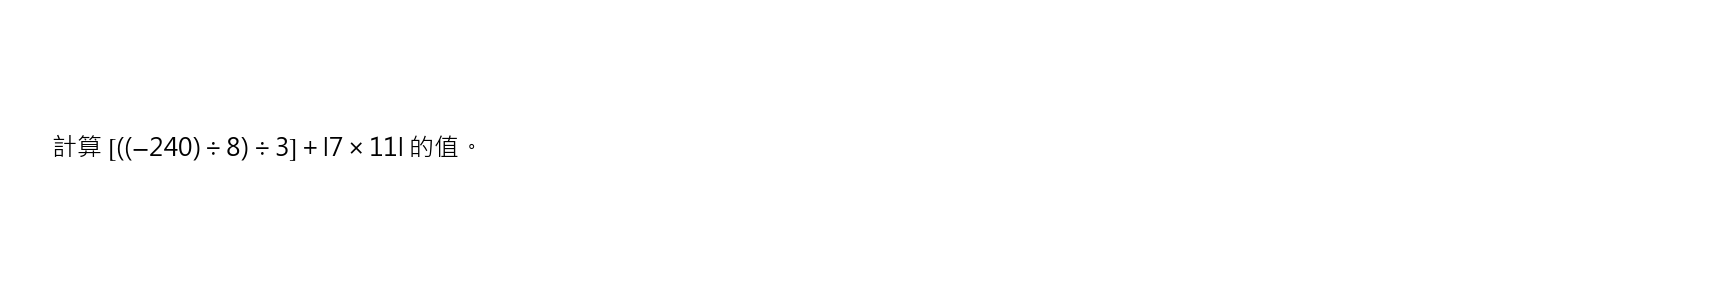 計算 [((–240) ÷ 8) ÷ 3] + l7 × 11l 的值。